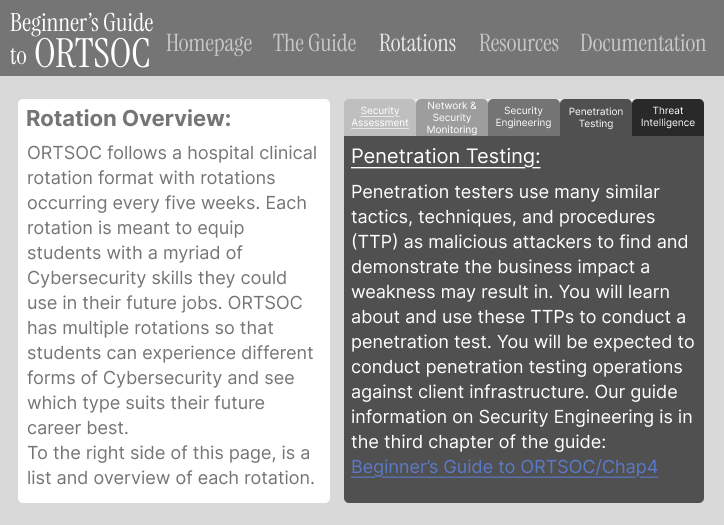 Beginner's Guide
to ORTSOC
Homepage The Guide Rotations Resources Documentation
Rotation Overview:
ORTSOC follows a hospital clinical
rotation format with rotations
occurring every five weeks. Each
rotation is meant to equip
students with a myriad of
Cybersecurity skills they could
use in their future jobs. ORTSOC
has multiple rotations so that
students can experience different
forms of Cybersecurity and see
which type suits their future
career best.
To the right side of this page, is a
list and overview of each rotation.
Security
Assessment
Network &
Security
Monitoring
Security
Engineering
Penetration
Testing
Threat
Intelligence
Penetration Testing:
Penetration testers use many similar
tactics, techniques, and procedures
(TTP) as malicious attackers to find and
demonstrate the business impact a
weakness may result in. You will learn
about and use these TTPs to conduct a
penetration test. You will be expected to
conduct penetration testing operations
against client infrastructure. Our guide
information on Security Engineering is in
the third chapter of the guide:
Beginner's Guide to ORTSOC/Chap4